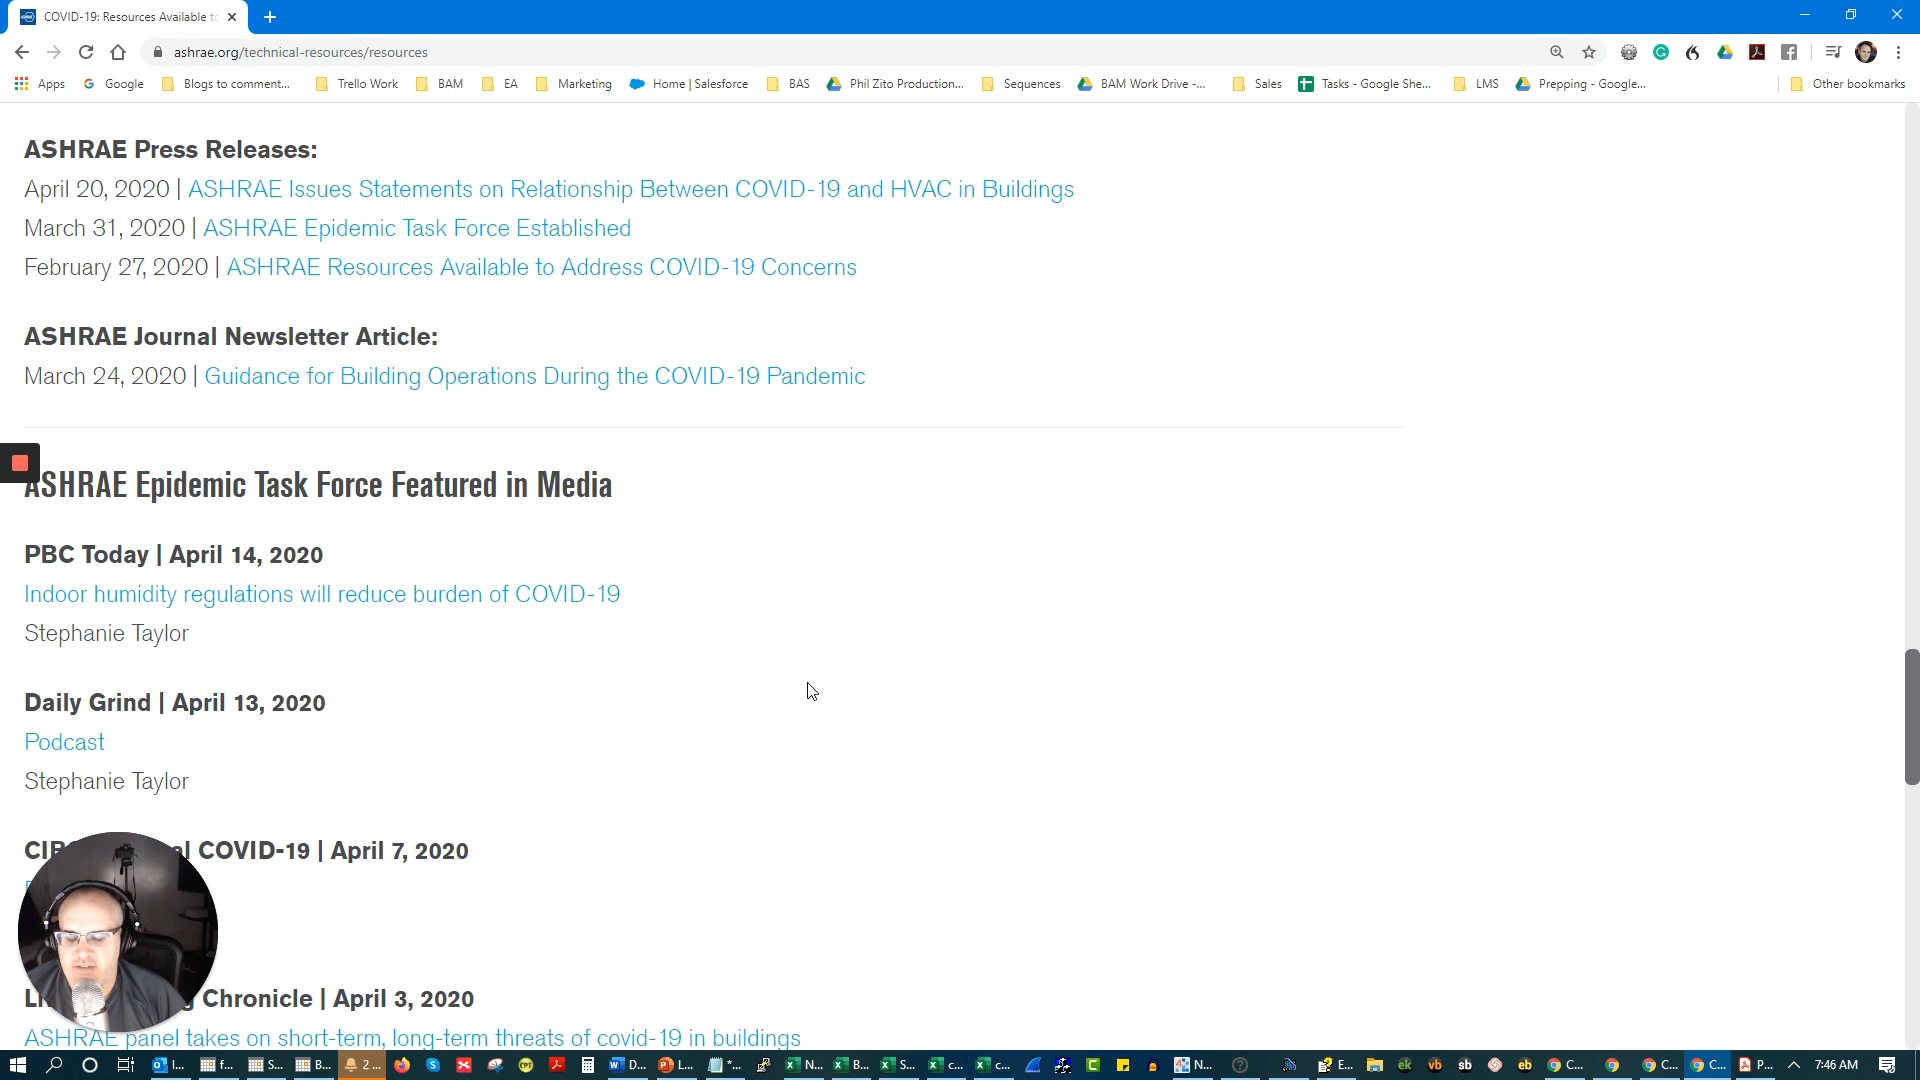 COVID-19: Resources Available to
ashrae.org/technical-resources/resources
Apps Google Blogs to comment... Trello Work BAM EA Marketing Home | Salesforce BAS Phil Zito Production... Sequences BAM Work Drive -... Sales Tasks - Google She... LMS Prepping - Google... Other bookmarks
ASHRAE Press Releases:
April 20, 2020 | ASHRAE Issues Statements on Relationship Between COVID-19 and HVAC in Buildings
March 31, 2020 | ASHRAE Epidemic Task Force Established
February 27, 2020 | ASHRAE Resources Available to Address COVID-19 Concerns
ASHRAE Journal Newsletter Article:
March 24, 2020 | Guidance for Building Operations During the COVID-19 Pandemic
ASHRAE Epidemic Task Force Featured in Media
PBC Today | April 14, 2020
Indoor humidity regulations will reduce burden of COVID-19
Stephanie Taylor
Daily Grind | April 13, 2020
Podcast
Stephanie Taylor
COVID-19 | April 7, 2020
Chronicle | April 3, 2020
ASHRAE panel takes on short-term, long-term threats of covid-19 in buildings
I... f... S... B... 2... D... L... N... B... S... c... c... N... E... ek vb sb eb C... C... C... P... 7:46 AM